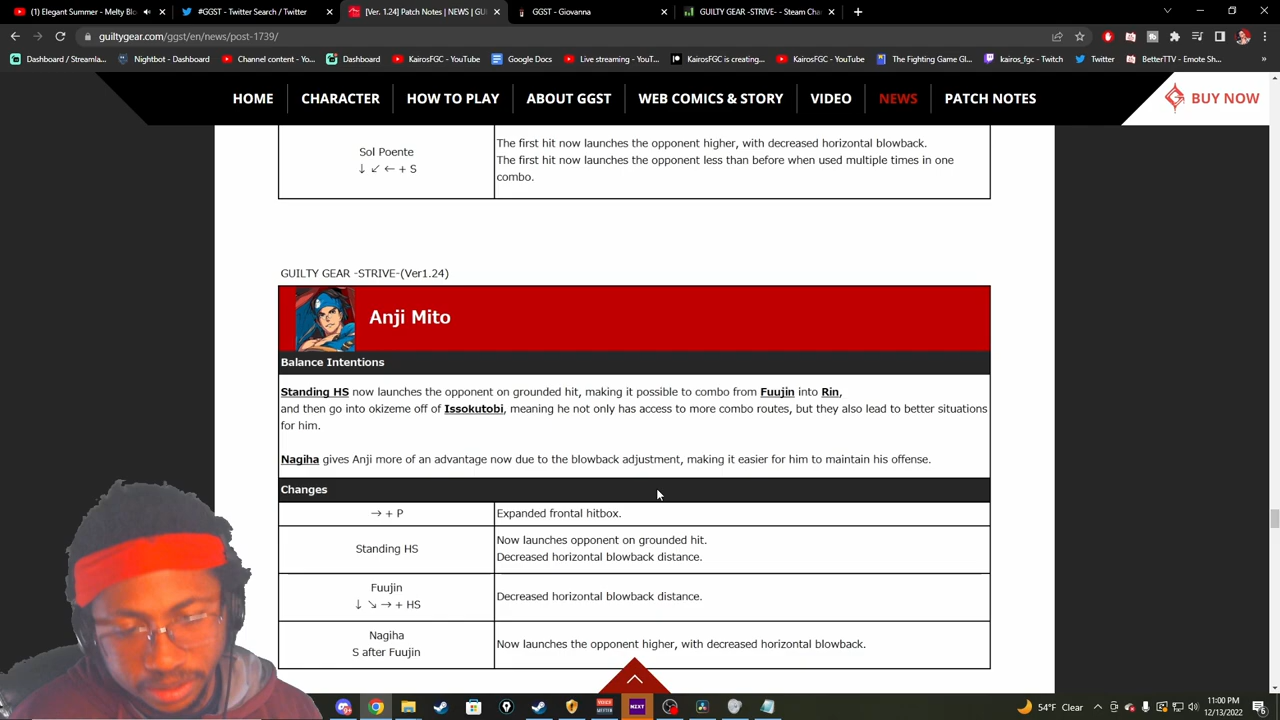 Elegant Summer - Melty Blo
#GGST - Twitter Search / Twitter
[Ver. 1.24] Patch Notes | NEWS | GU
GGST - Giovanna
GUILTY GEAR -STRIVE- - Steam Cha
guiltygear.com/ggst/en/news/post-1739/
Dashboard / Streamla...
Nightbot - Dashboard
Channel content - Yo...
Dashboard
KairosFGC - YouTube
Google Docs
Live streaming - YouT...
KairosFGC is creating...
KairosFGC - YouTube
The Fighting Game Gl...
kairos_fgc - Twitch
Twitter
BetterTTV - Emote Sh...
HOME
CHARACTER
HOW TO PLAY
ABOUT GGST
WEB COMICS & STORY
VIDEO
NEWS
PATCH NOTES
BUY NOW
Sol Poente
↓ ↙ ← + S
The first hit now launches the opponent higher, with decreased horizontal blowback.
The first hit now launches the opponent less than before when used multiple times in one
combo.
GUILTY GEAR -STRIVE-(Ver1.24)
Anji Mito
Balance Intentions
Standing HS now launches the opponent on grounded hit, making it possible to combo from Fuujin into Rin,
and then go into okizeme off of Issokutobi, meaning he not only has access to more combo routes, but they also lead to better situations
for him.
Nagiha gives Anji more of an advantage now due to the blowback adjustment, making it easier for him to maintain his offense.
Changes
→ + P
Expanded frontal hitbox.
Standing HS
Now launches opponent on grounded hit.
Decreased horizontal blowback distance.
Fuujin
↓ ↘ → + HS
Decreased horizontal blowback distance.
Nagiha
S after Fuujin
Now launches the opponent higher, with decreased horizontal blowback.
VOICE
MEETER
NZXT
54°F Clear
11:00 PM
12/13/2022